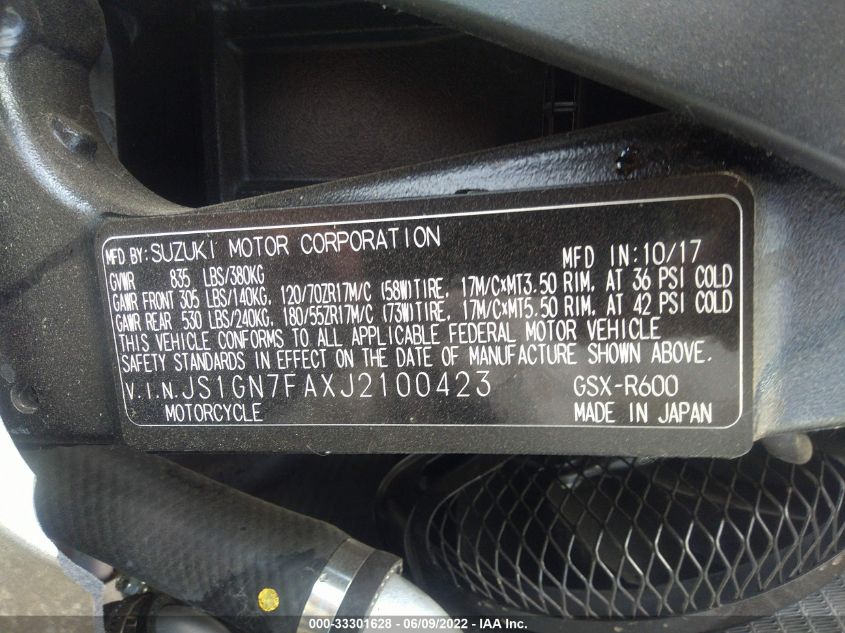 MFD BY: SUZUKI MOTOR CORPORATION MFD IN: 10/17
GVWR 835 LBS/380KG
GAWR FRONT 305 LBS/140KG, 120/70ZR17M/C (58W)TIRE, 17M/C×MT3.50 RIM, AT 36 PSI COLD
GAWR REAR 530 LBS/240KG, 180/55ZR17M/C (73W)TIRE, 17M/C×MT5.50 RIM, AT 42 PSI COLD
THIS VEHICLE CONFORMS TO ALL APPLICABLE FEDERAL MOTOR VEHICLE
SAFETY STANDARDS IN EFFECT ON THE DATE OF MANUFACTURE SHOWN ABOVE.
V.I.N. JS1GN7FAXJ2100423 GSX-R600
MOTORCYCLE MADE IN JAPAN
000-33301628 - 06/09/2022 - IAA Inc.